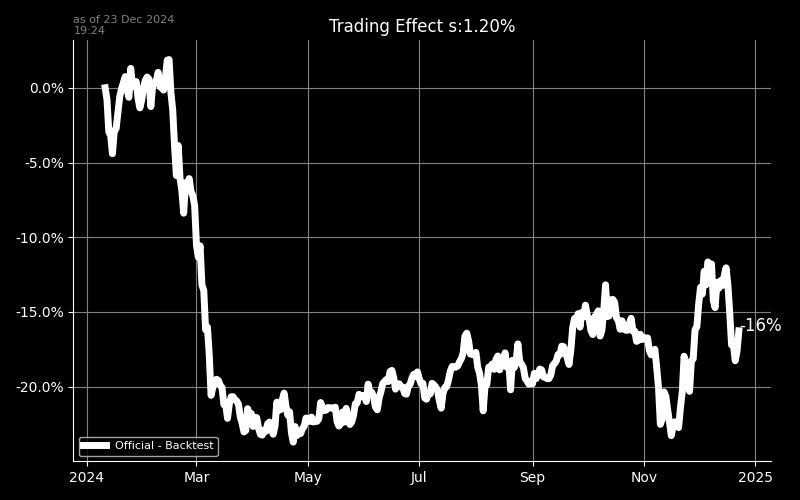 as of 23 Dec 2024
19:24
Trading Effect s:1.20%
0.0%
-5.0%
-10.0%
-15.0%
-20.0%
-16%
Official - Backtest
2024 Mar May Jul Sep Nov 2025